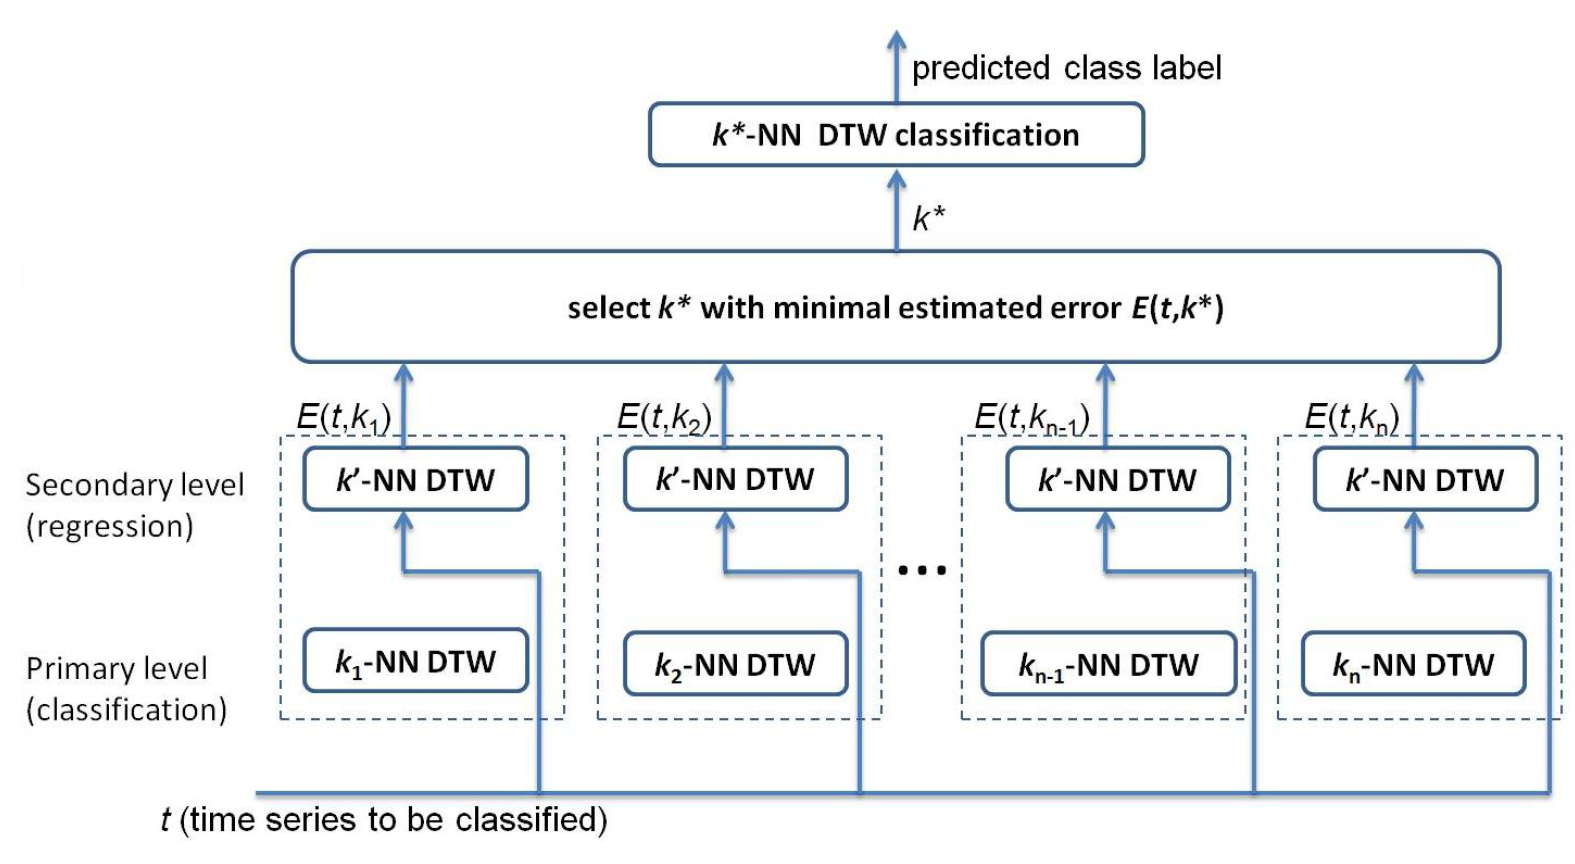 predicted class label
k*-NN DTW classification
k*
select k* with minimal estimated error E(t,k*)
E(t,k₁) E(t,k₂) E(t,kₙ₋₁) E(t,kₙ)
Secondary level
(regression)
k’-NN DTW k’-NN DTW k’-NN DTW k’-NN DTW
...
Primary level
(classification)
k₁-NN DTW k₂-NN DTW kₙ₋₁-NN DTW kₙ-NN DTW
t (time series to be classified)